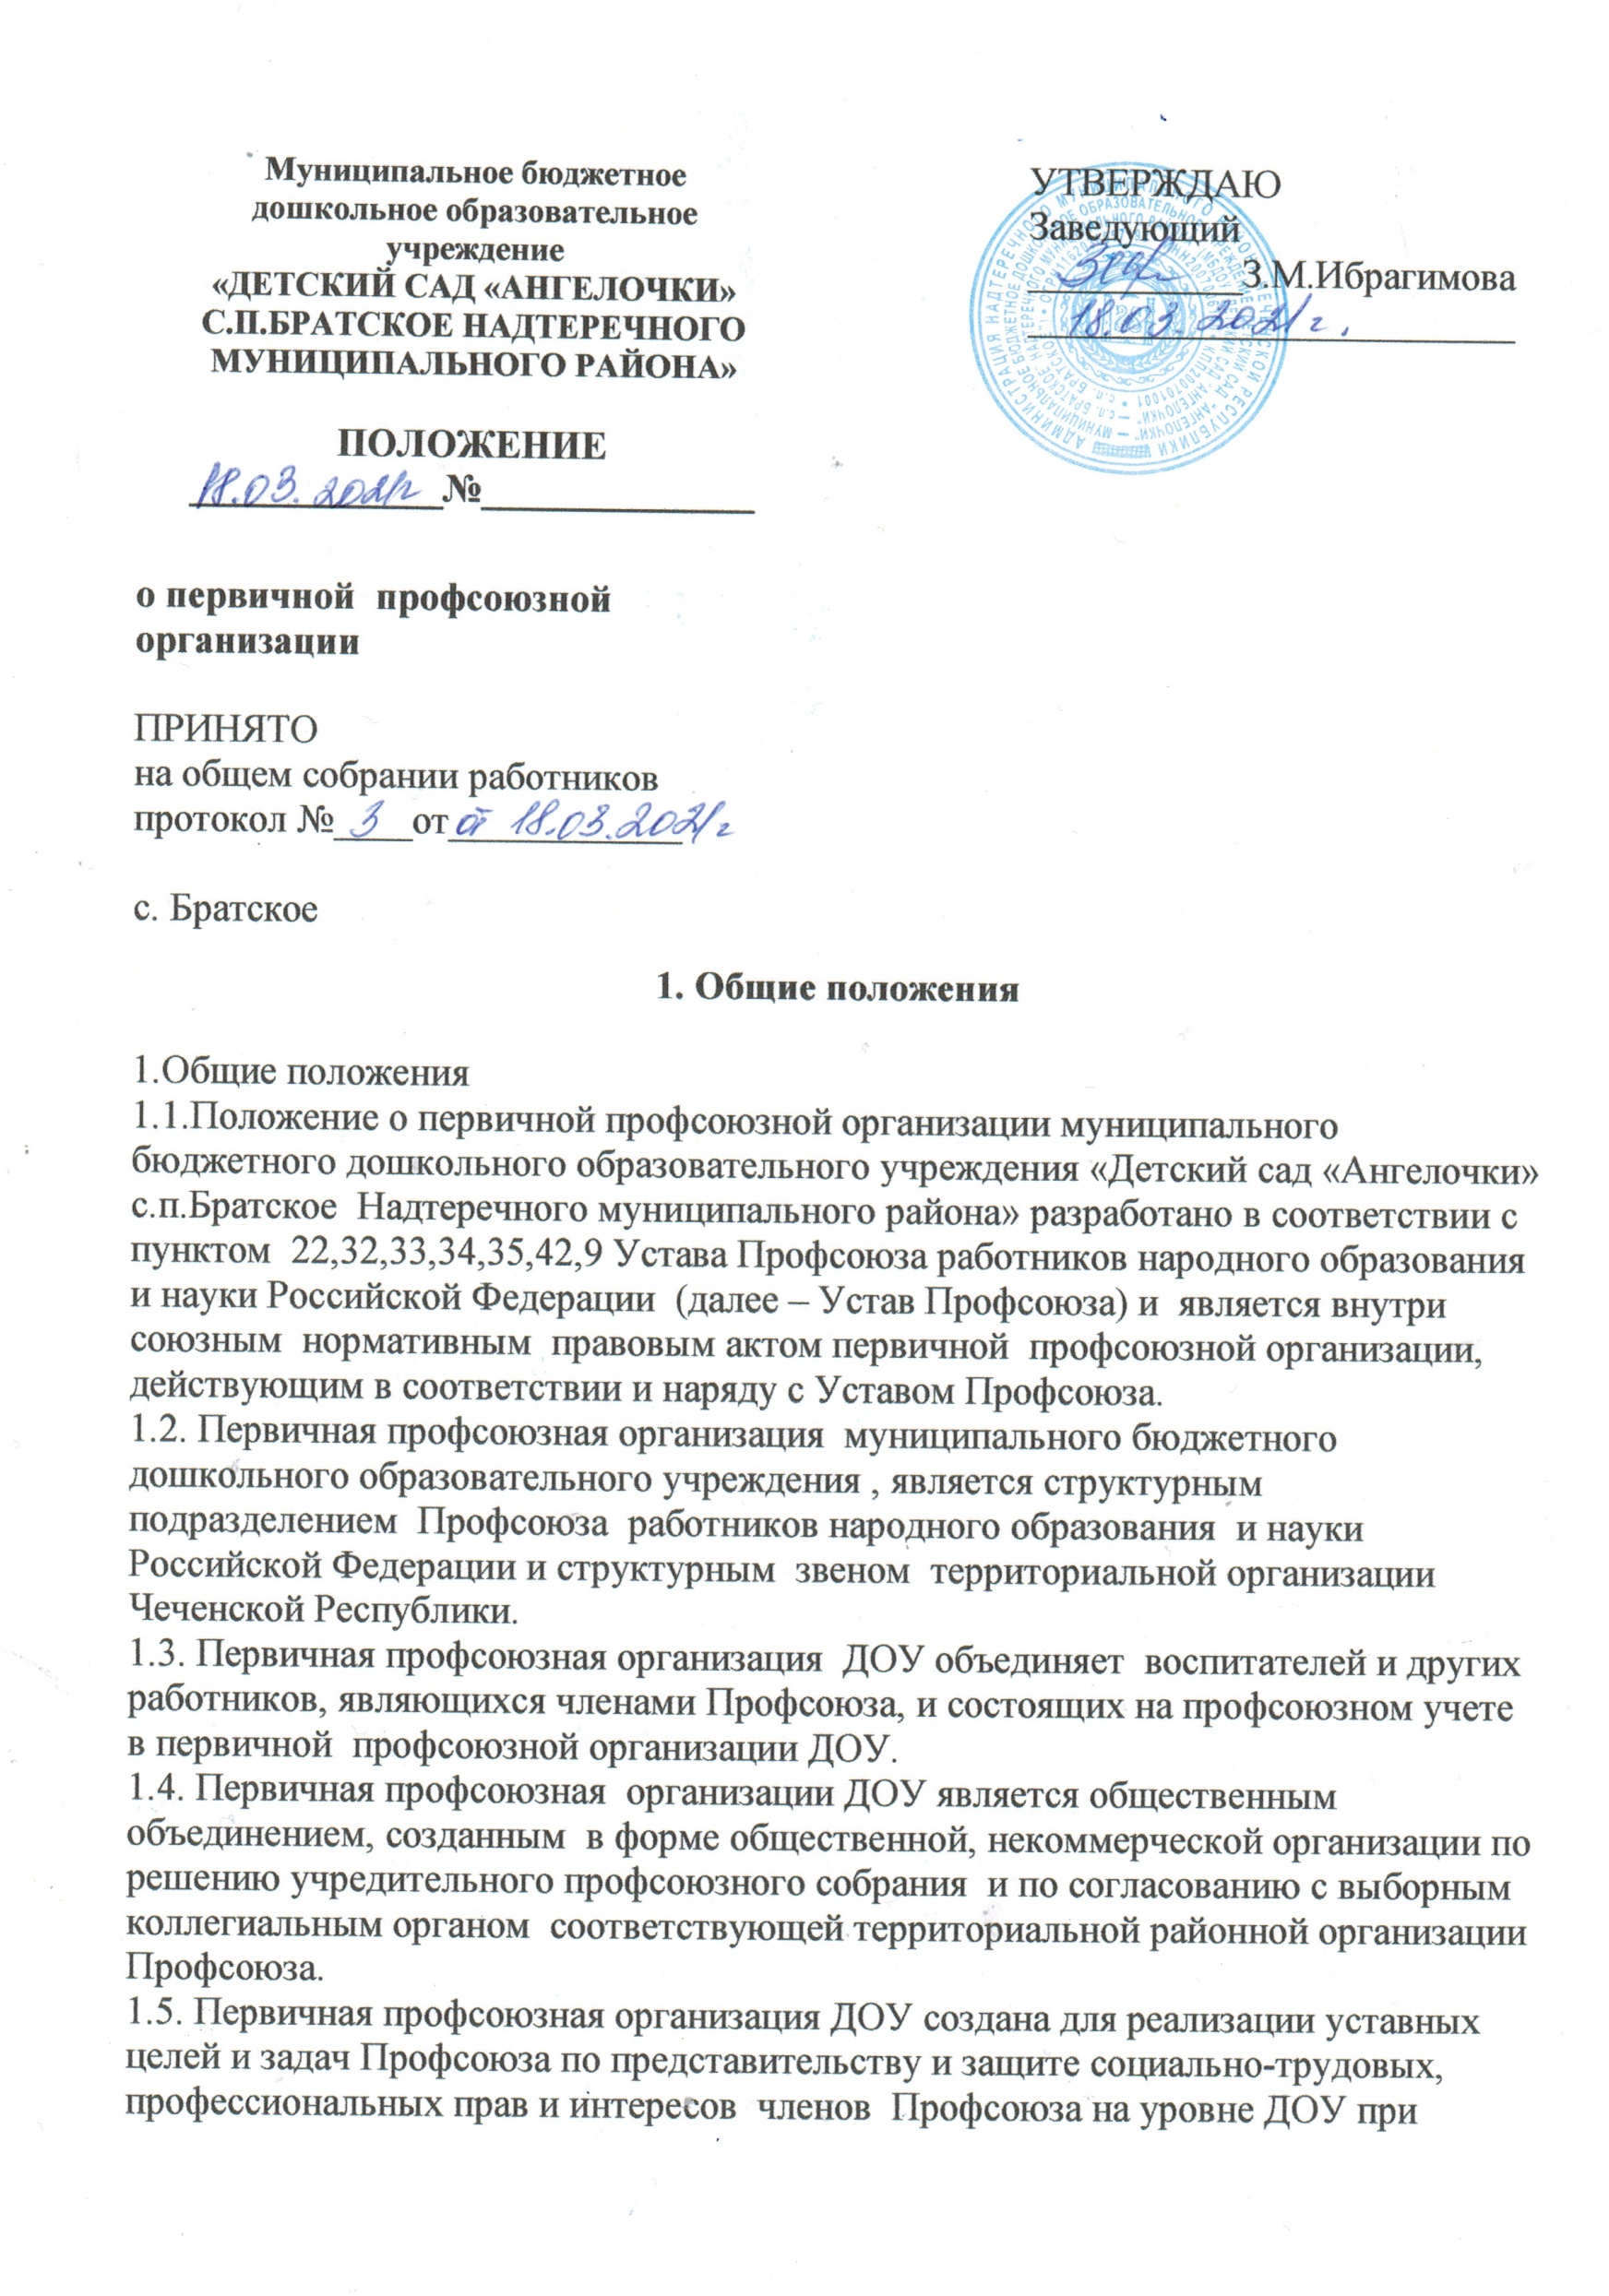 Муниципальное бюджетное
дошкольное образовательное
учреждение
«ДЕТСКИЙ САД «АНГЕЛОЧКИ»
С.П.БРАТСКОЕ НАДТЕРЕЧНОГО
МУНИЦИПАЛЬНОГО РАЙОНА»
ПОЛОЖЕНИЕ
18.03.2021г №
УТВЕРЖДАЮ
Заведующий
З.М.Ибрагимова
18.03.2021г.
о первичной  профсоюзной
организации
ПРИНЯТО
на общем собрании работников
протокол № 3 от от 18.03.2021г
с. Братское
1. Общие положения
1.Общие положения
1.1.Положение о первичной профсоюзной организации муниципального
бюджетного дошкольного образовательного учреждения «Детский сад «Ангелочки»
с.п.Братское  Надтеречного муниципального района» разработано в соответствии с
пунктом  22,32,33,34,35,42,9 Устава Профсоюза работников народного образования
и науки Российской Федерации  (далее – Устав Профсоюза) и  является внутри
союзным  нормативным  правовым актом первичной  профсоюзной организации,
действующим в соответствии и наряду с Уставом Профсоюза.
1.2. Первичная профсоюзная организация  муниципального бюджетного
дошкольного образовательного учреждения , является структурным
подразделением  Профсоюза  работников народного образования  и науки
Российской Федерации и структурным  звеном  территориальной организации
Чеченской Республики.
1.3. Первичная профсоюзная организация  ДОУ объединяет  воспитателей и других
работников, являющихся членами Профсоюза, и состоящих на профсоюзном учете
в первичной  профсоюзной организации ДОУ.
1.4. Первичная профсоюзная  организации ДОУ является общественным
объединением, созданным  в форме общественной, некоммерческой организации по
решению учредительного профсоюзного собрания  и по согласованию с выборным
коллегиальным органом  соответствующей территориальной районной организации
Профсоюза.
1.5. Первичная профсоюзная организация ДОУ создана для реализации уставных
целей и задач Профсоюза по представительству и защите социально-трудовых,
профессиональных прав и интересов  членов  Профсоюза на уровне ДОУ при